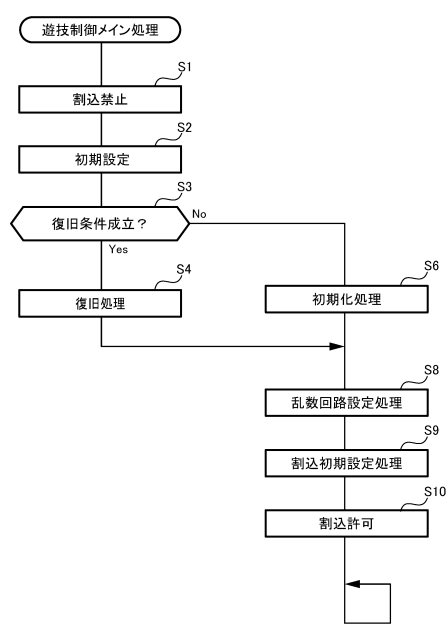 遊技制御メイン処理
S1
割込禁止
S2
初期設定
S3
復旧条件成立？
No
Yes
S4
復旧処理
S6
初期化処理
S8
乱数回路設定処理
S9
割込初期設定処理
S10
割込許可